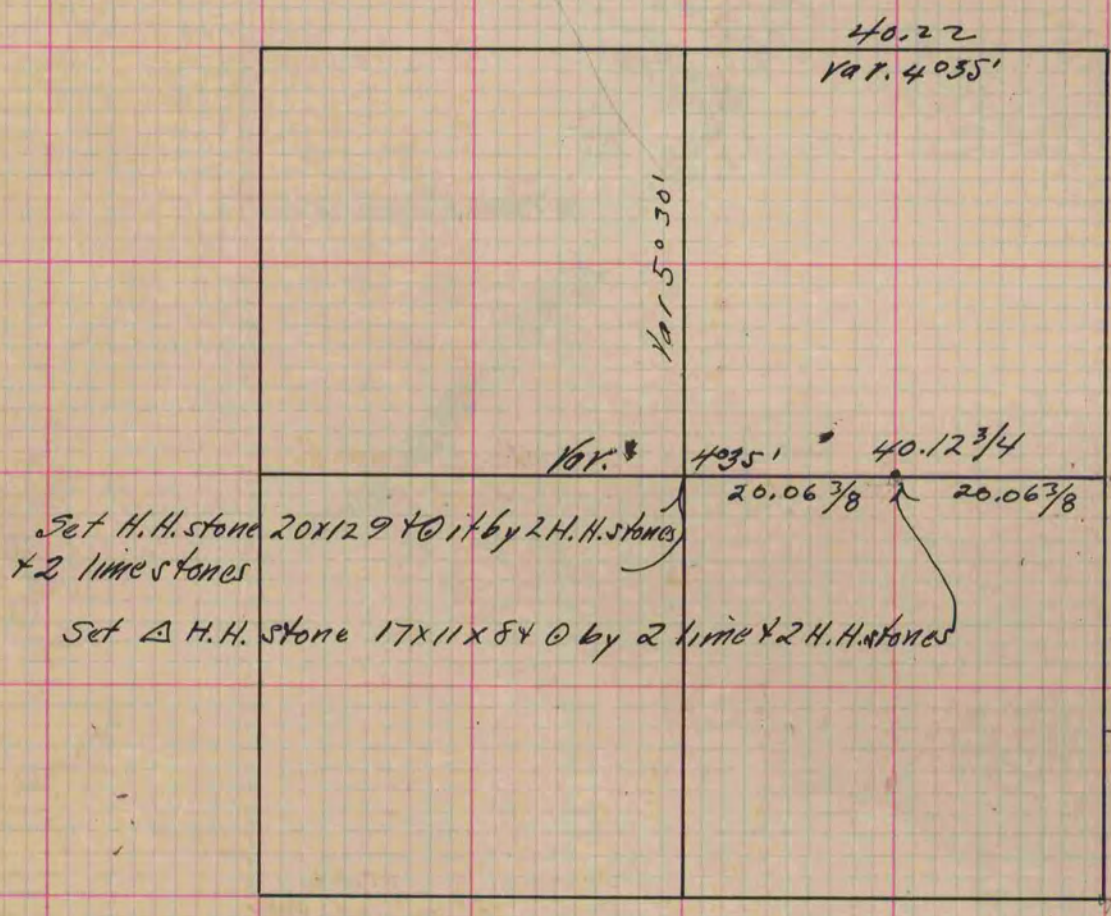 40.22
Var. 4°35'
Var 5°30'
Var. 4°35' 40.12 3/4
20.06 3/8 20.06 3/8
Set H.H. stone 20x129 + ⊙ it by 2 H.H. stones
+ 2 limestones
Set △ H.H. stone 17x11x8 + ⊙ by 2 lime + 2 H.H. stones